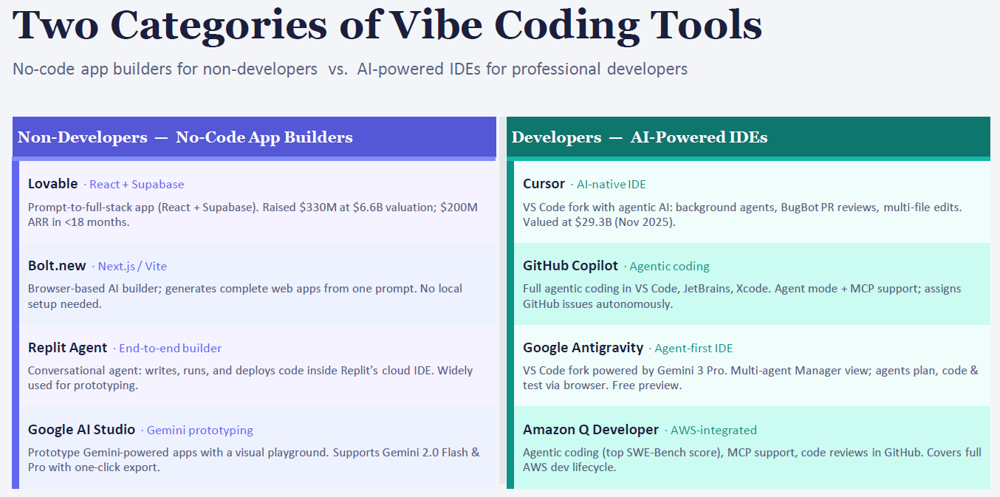 Two Categories of Vibe Coding Tools
No-code app builders for non-developers vs. AI-powered IDEs for professional developers
Non-Developers — No-Code App Builders
Lovable · React + Supabase
Prompt-to-full-stack app (React + Supabase). Raised $330M at $6.6B valuation; $200M
ARR in <18 months.
Bolt.new · Next.js / Vite
Browser-based AI builder; generates complete web apps from one prompt. No local
setup needed.
Replit Agent · End-to-end builder
Conversational agent: writes, runs, and deploys code inside Replit's cloud IDE. Widely
used for prototyping.
Google AI Studio · Gemini prototyping
Prototype Gemini-powered apps with a visual playground. Supports Gemini 2.0 Flash &
Pro with one-click export.
Developers — AI-Powered IDEs
Cursor · AI-native IDE
VS Code fork with agentic AI: background agents, BugBot PR reviews, multi-file edits.
Valued at $29.3B (Nov 2025).
GitHub Copilot · Agentic coding
Full agentic coding in VS Code, JetBrains, Xcode. Agent mode + MCP support; assigns
GitHub issues autonomously.
Google Antigravity · Agent-first IDE
VS Code fork powered by Gemini 3 Pro. Multi-agent Manager view; agents plan, code &
test via browser. Free preview.
Amazon Q Developer · AWS-integrated
Agentic coding (top SWE-Bench score), MCP support, code reviews in GitHub. Covers full
AWS dev lifecycle.